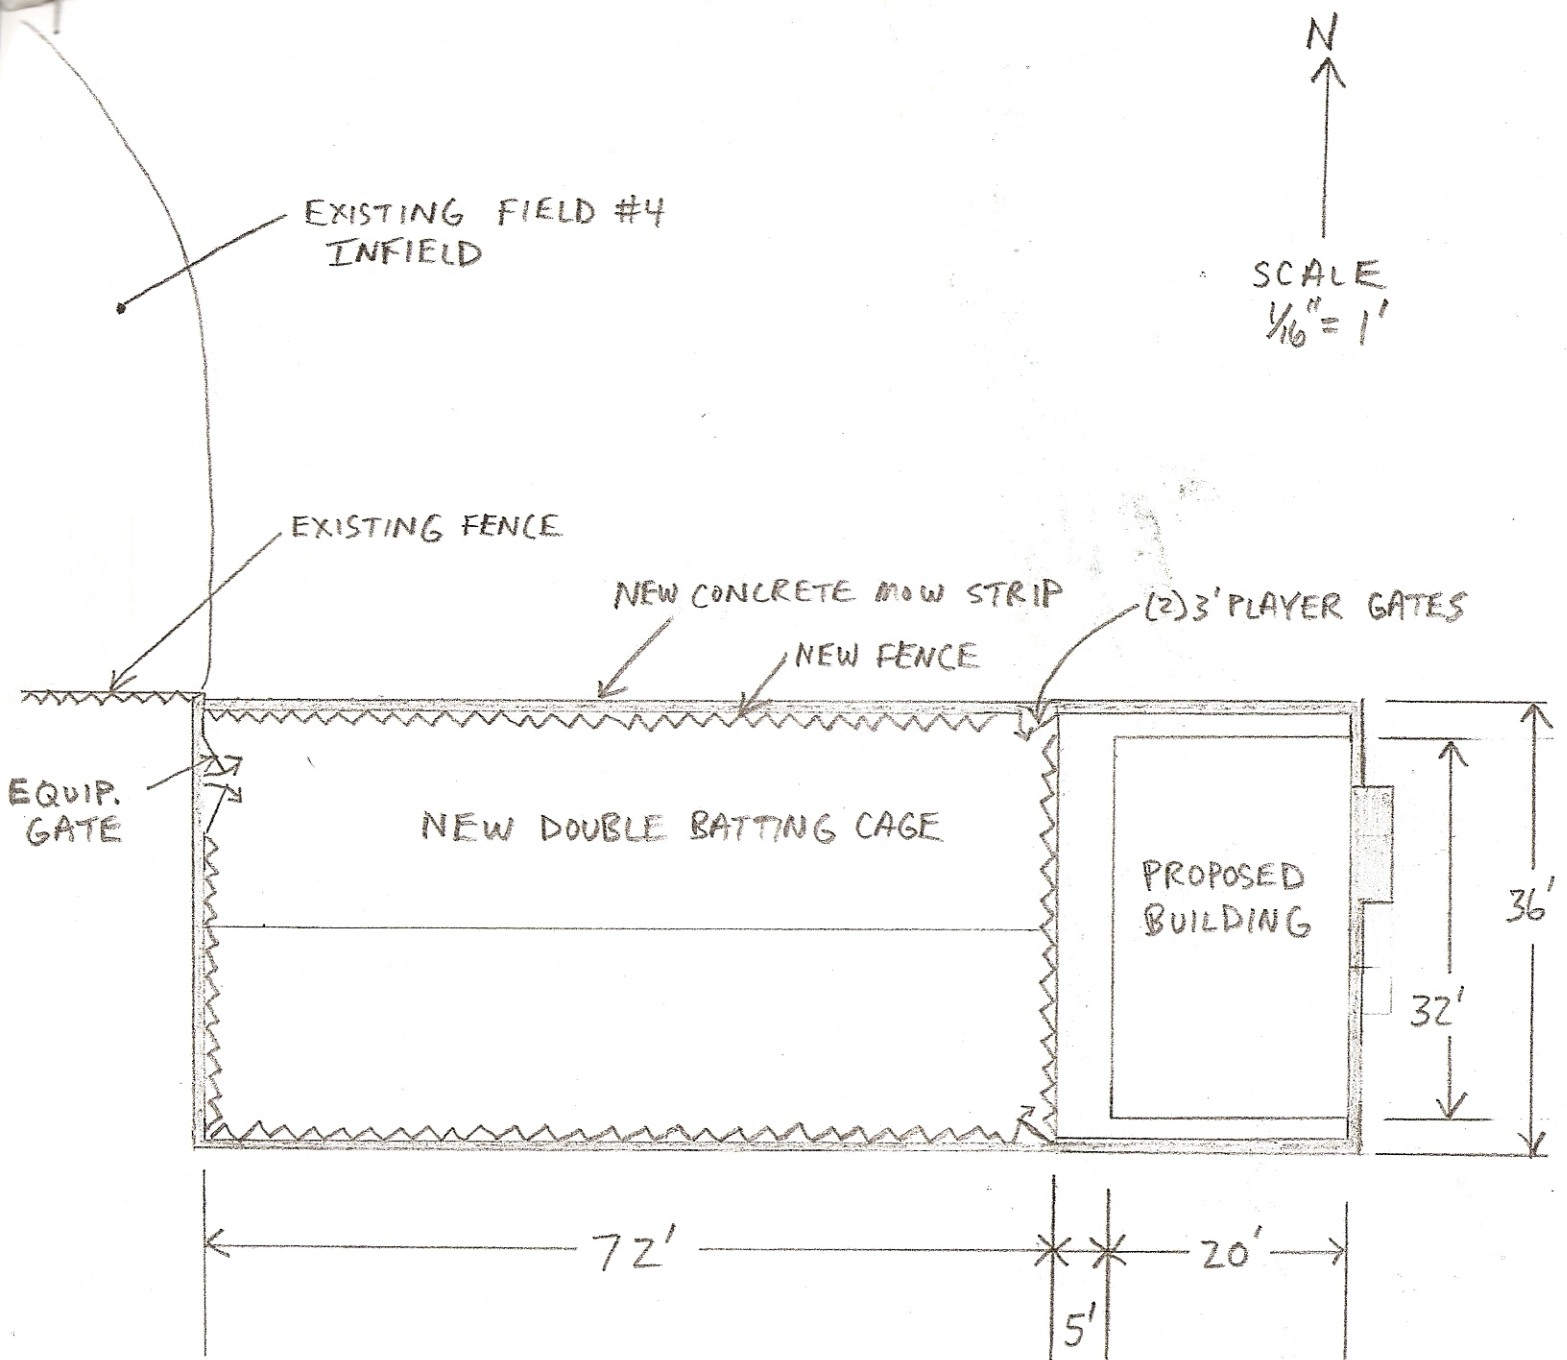 N
SCALE
1/16" = 1'
EXISTING FIELD #4
INFIELD
EXISTING FENCE
NEW CONCRETE MOW STRIP
(2) 3' PLAYER GATES
NEW FENCE
EQUIP.
GATE
NEW DOUBLE BATTING CAGE
PROPOSED
BUILDING
36'
32'
72'
20'
5'